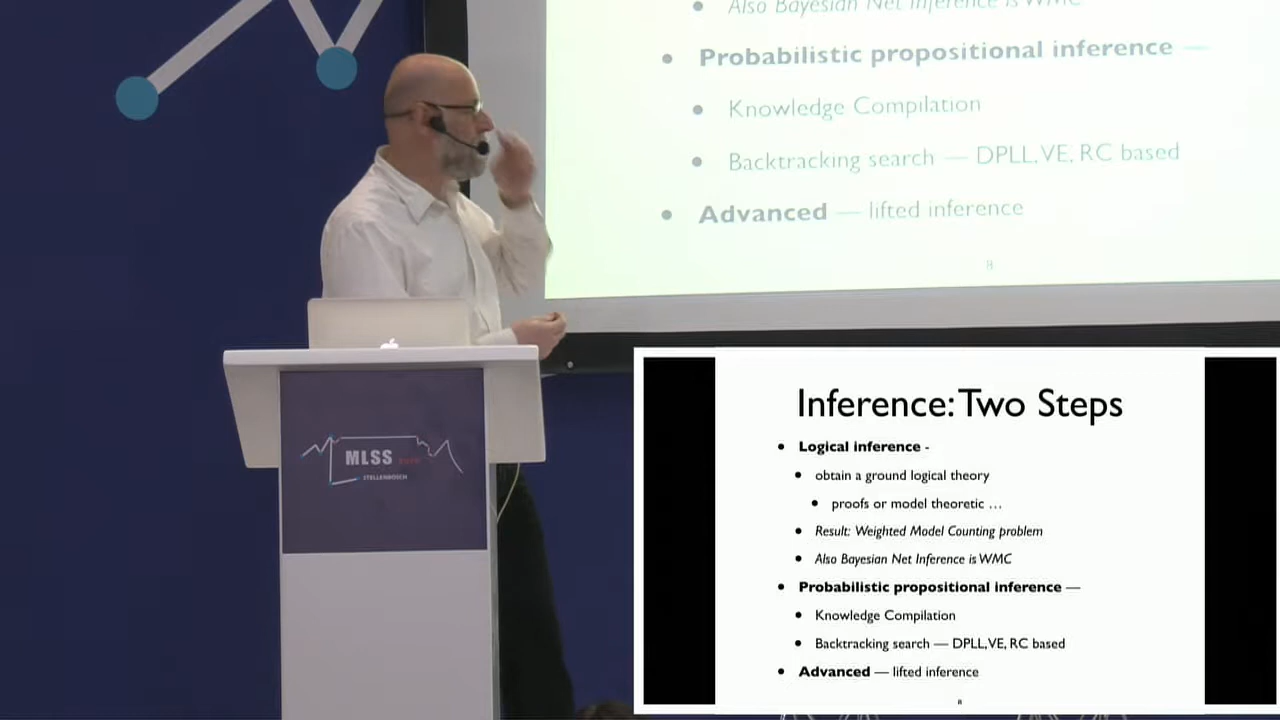 Also Bayesian Net Inference is WMC
Probabilistic propositional inference —
Knowledge Compilation
Backtracking search — DPLL, VE, RC based
Advanced — lifted inference
MLSS
STELLENBOSCH
Inference: Two Steps
Logical inference -
obtain a ground logical theory
proofs or model theoretic …
Result: Weighted Model Counting problem
Also Bayesian Net Inference is WMC
Probabilistic propositional inference —
Knowledge Compilation
Backtracking search — DPLL, VE, RC based
Advanced — lifted inference